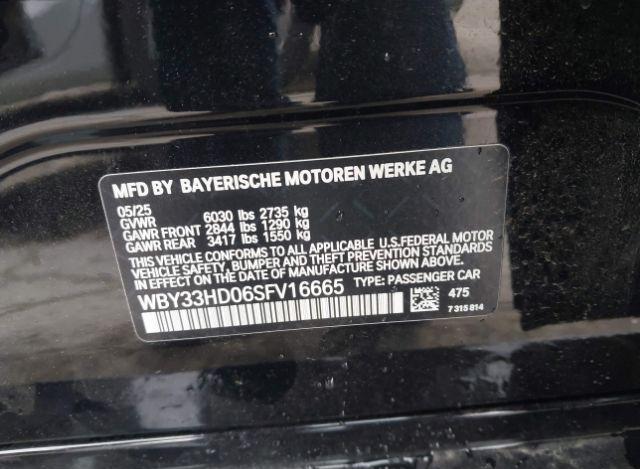 MFD BY BAYERISCHE MOTOREN WERKE AG
05/25
GVWR 6030 lbs 2735 kg
GAWR FRONT 2844 lbs 1290 kg
GAWR REAR 3417 lbs 1550 kg
THIS VEHICLE CONFORMS TO ALL APPLICABLE U.S.FEDERAL MOTOR
VEHICLE SAFETY, BUMPER AND THEFT PREVENTION STANDARDS
IN EFFECT ON THE DATE OF MANUFACTURE SHOWN ABOVE.
WBY33HD06SFV16665 TYPE: PASSENGER CAR
475
7 315 814